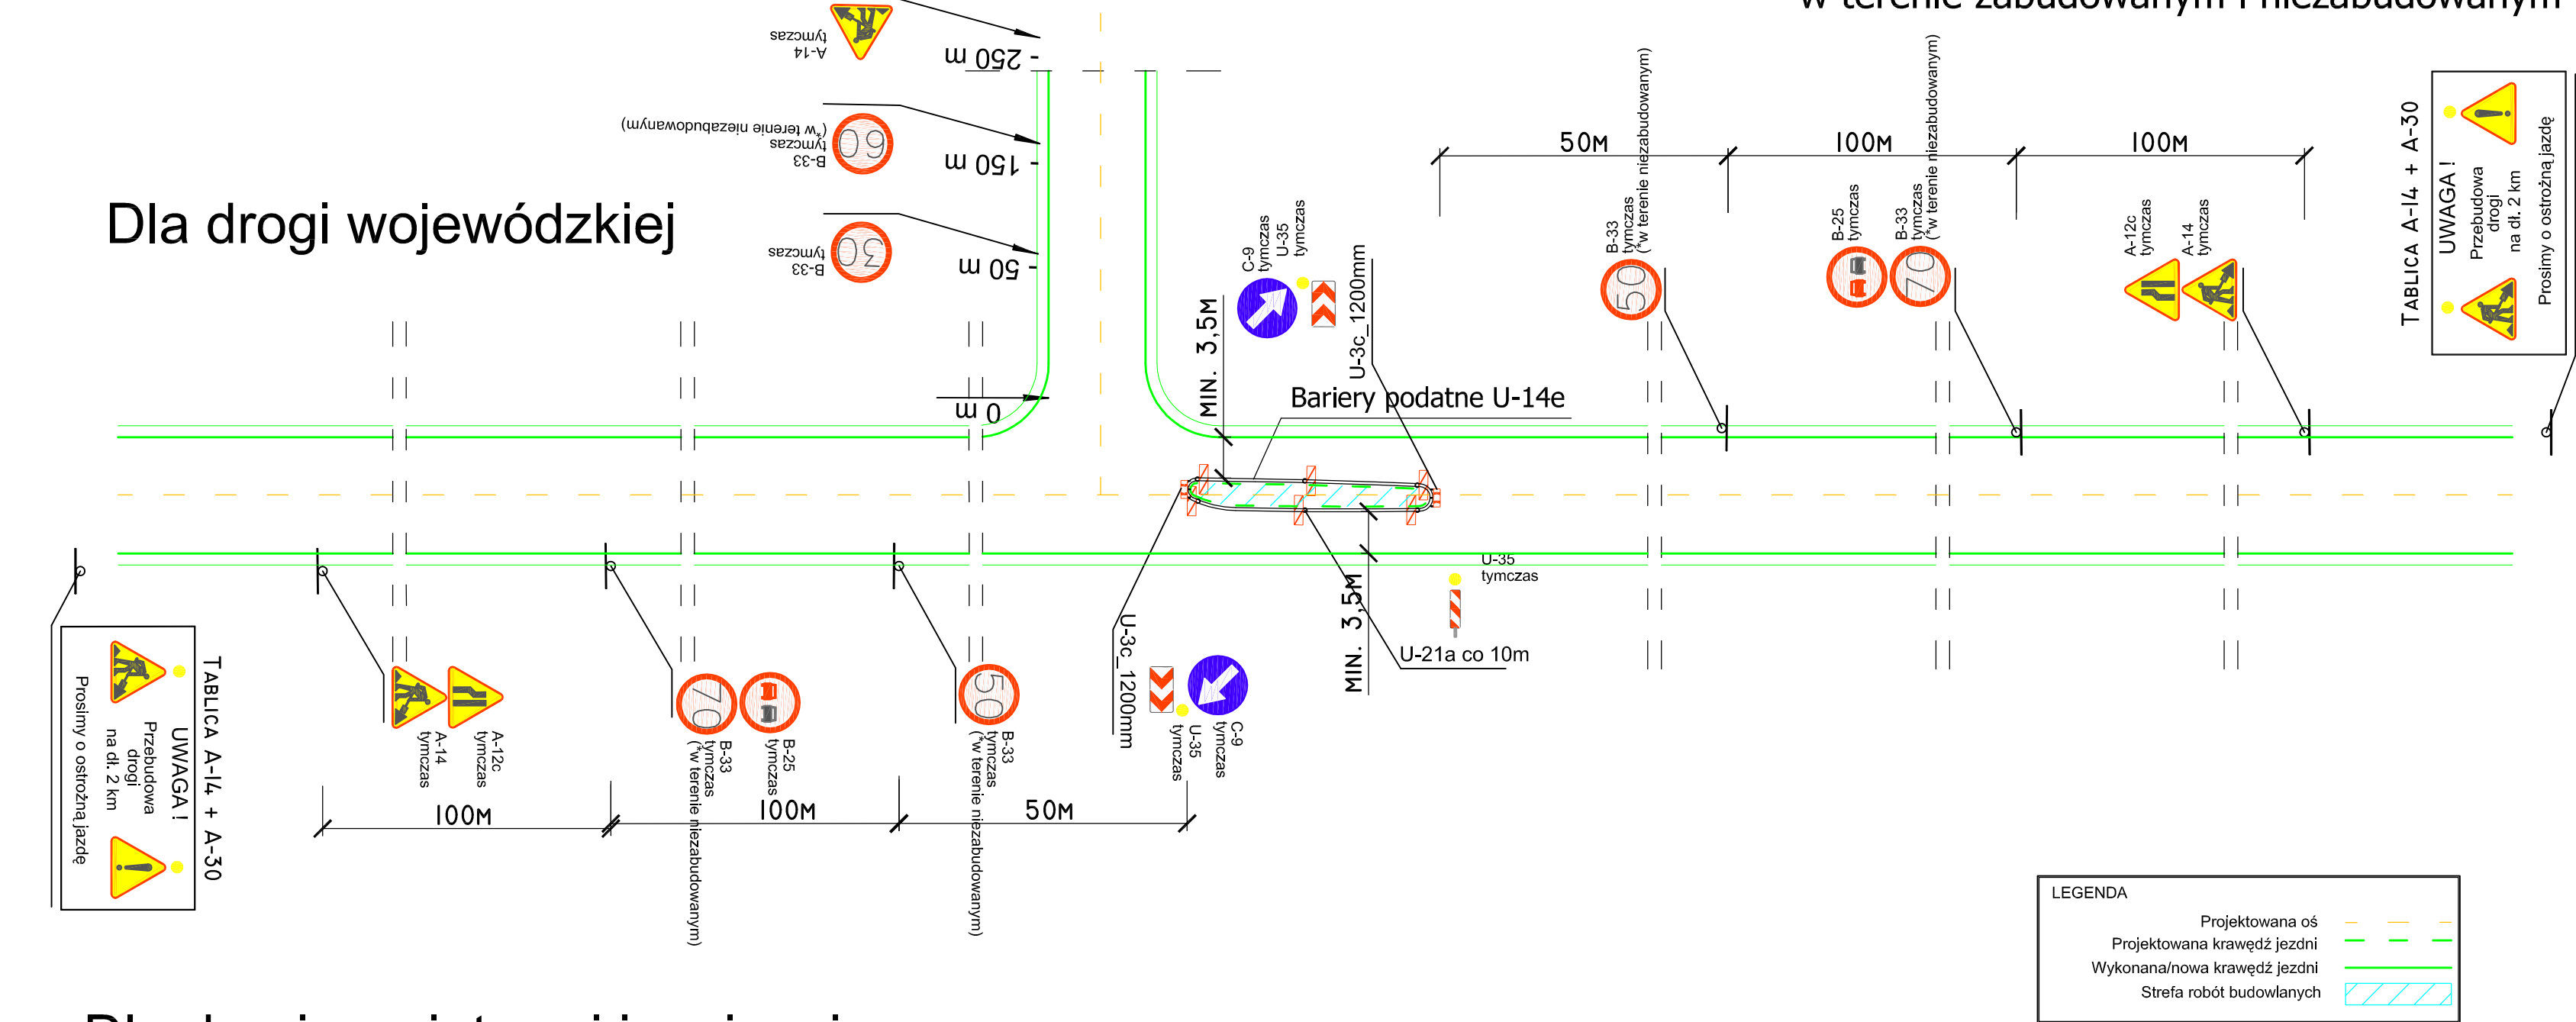 w terenie zabudowanym i niezabudowanym
A-14
tymczas
250 m
60
B-33
tymczas
(*w terenie niezabudowanym)
150 m
Dla drogi wojewódzkiej
30
B-33
tymczas
50 m
0 m
C-9
tymczas
U-35
tymczas
MIN. 3,5M
U-3c_1200mm
Bariery podatne U-14e
50M
100M
100M
B-33
tymczas
(*w terenie niezabudowanym)
50
B-25
tymczas
B-33
tymczas
(*w terenie niezabudowanym)
70
A-12c
tymczas
A-14
tymczas
TABLICA A-14 + A-30
UWAGA !
Przebudowa
drogi
na dł. 2 km
Prosimy o ostrożną jazdę
U-35
tymczas
MIN. 3,5M
U-21a co 10m
U-3c_1200mm
C-9
tymczas
U-35
tymczas
TABLICA A-14 + A-30
UWAGA !
Przebudowa
drogi
na dł. 2 km
Prosimy o ostrożną jazdę
A-12c
tymczas
A-14
tymczas
70
B-25
tymczas
B-33
tymczas
(*w terenie niezabudowanym)
50
B-33
tymczas
(*w terenie niezabudowanym)
100M
100M
50M
LEGENDA
Projektowana oś
Projektowana krawędź jezdni
Wykonana/nowa krawędź jezdni
Strefa robót budowlanych